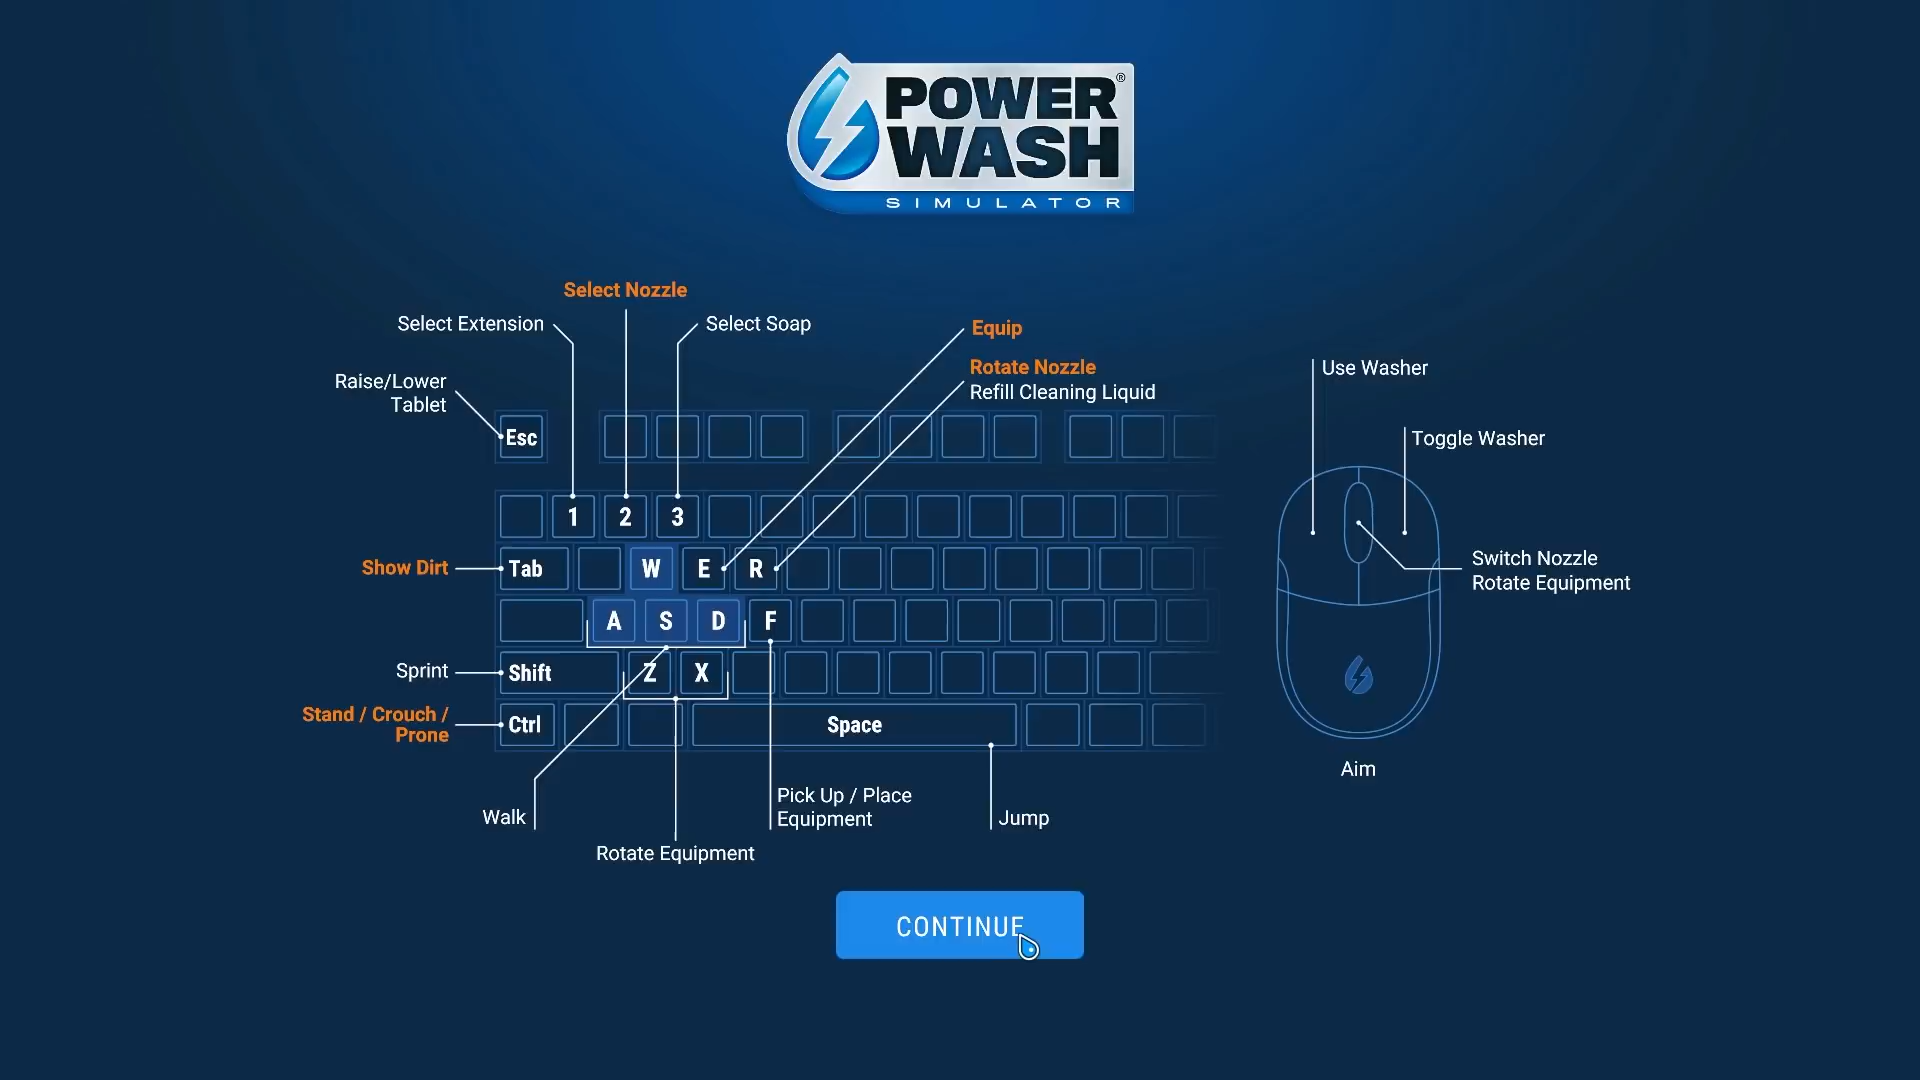 POWER®
WASH
SIMULATOR
Select Nozzle
Select Extension
Select Soap
Equip
Rotate Nozzle
Refill Cleaning Liquid
Use Washer
Raise/Lower
Tablet
Toggle Washer
Esc
1 2 3
Switch Nozzle
Rotate Equipment
Show Dirt
Tab W E R
A S D F
Sprint
Shift Z X
Stand / Crouch /
Prone
Ctrl Space
Aim
Walk
Pick Up / Place
Equipment
Jump
Rotate Equipment
CONTINUE